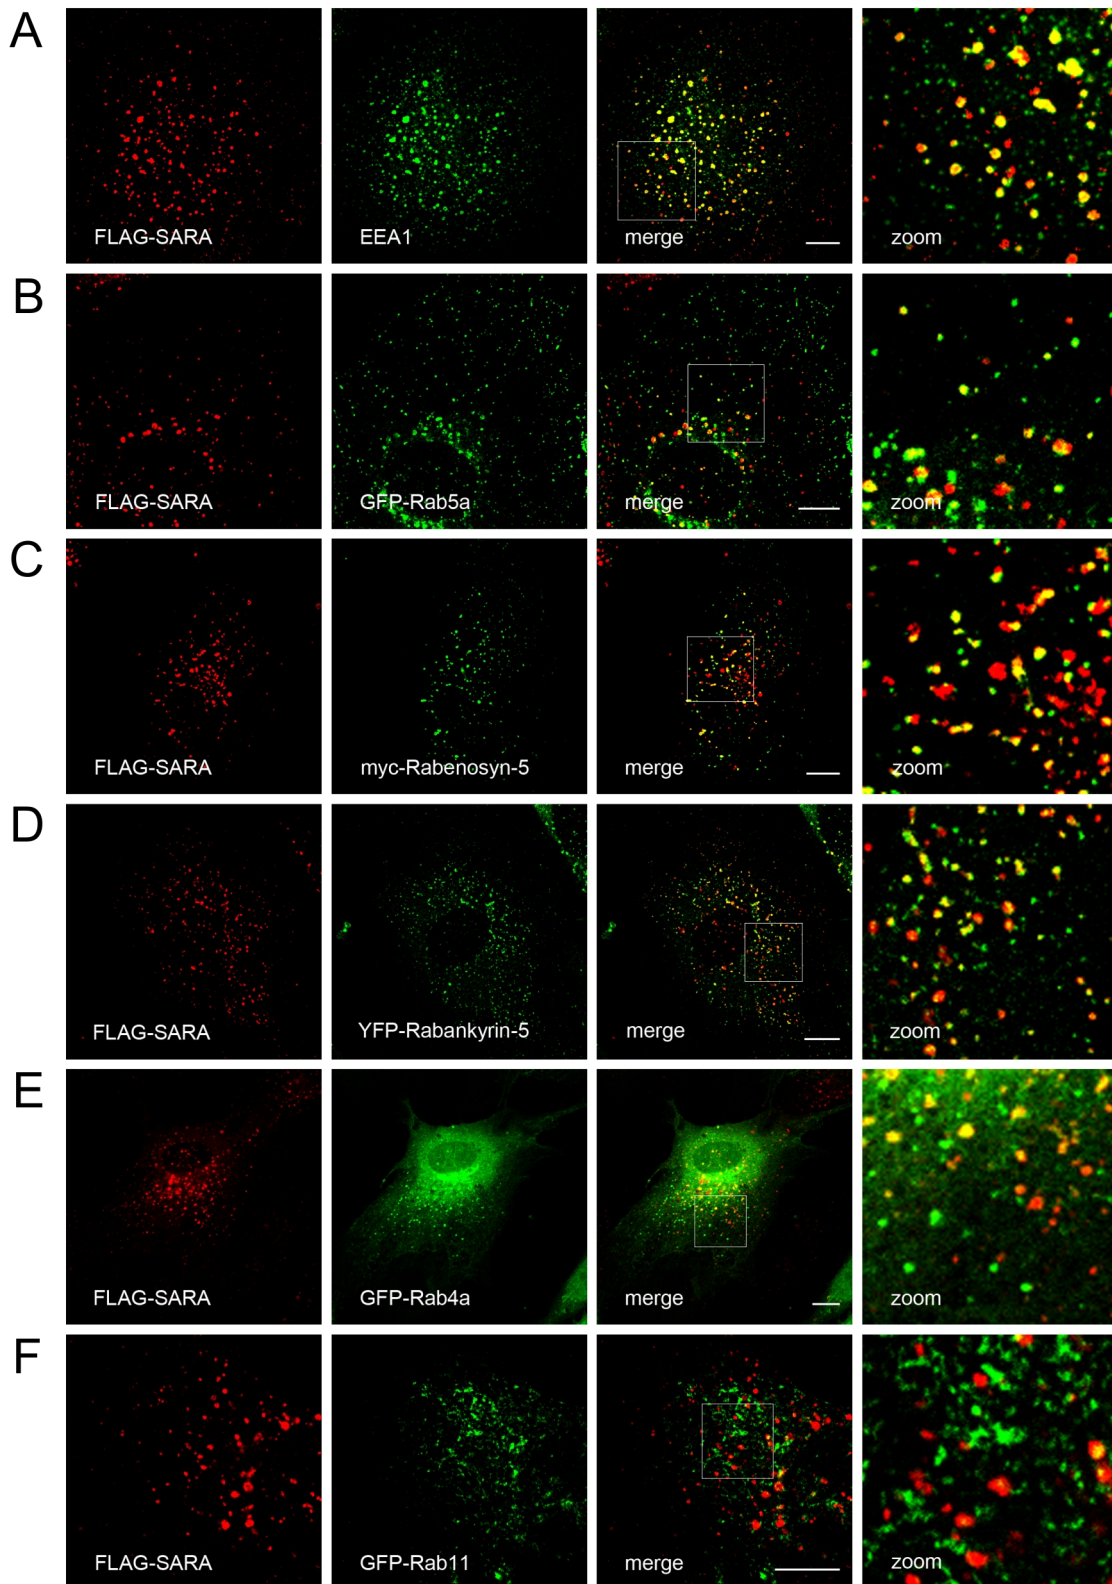 A
FLAG-SARA EEA1 merge zoom
B
FLAG-SARA GFP-Rab5a merge zoom
C
FLAG-SARA myc-Rabenosyn-5 merge zoom
D
FLAG-SARA YFP-Rabankyrin-5 merge zoom
E
FLAG-SARA GFP-Rab4a merge zoom
F
FLAG-SARA GFP-Rab11 merge zoom